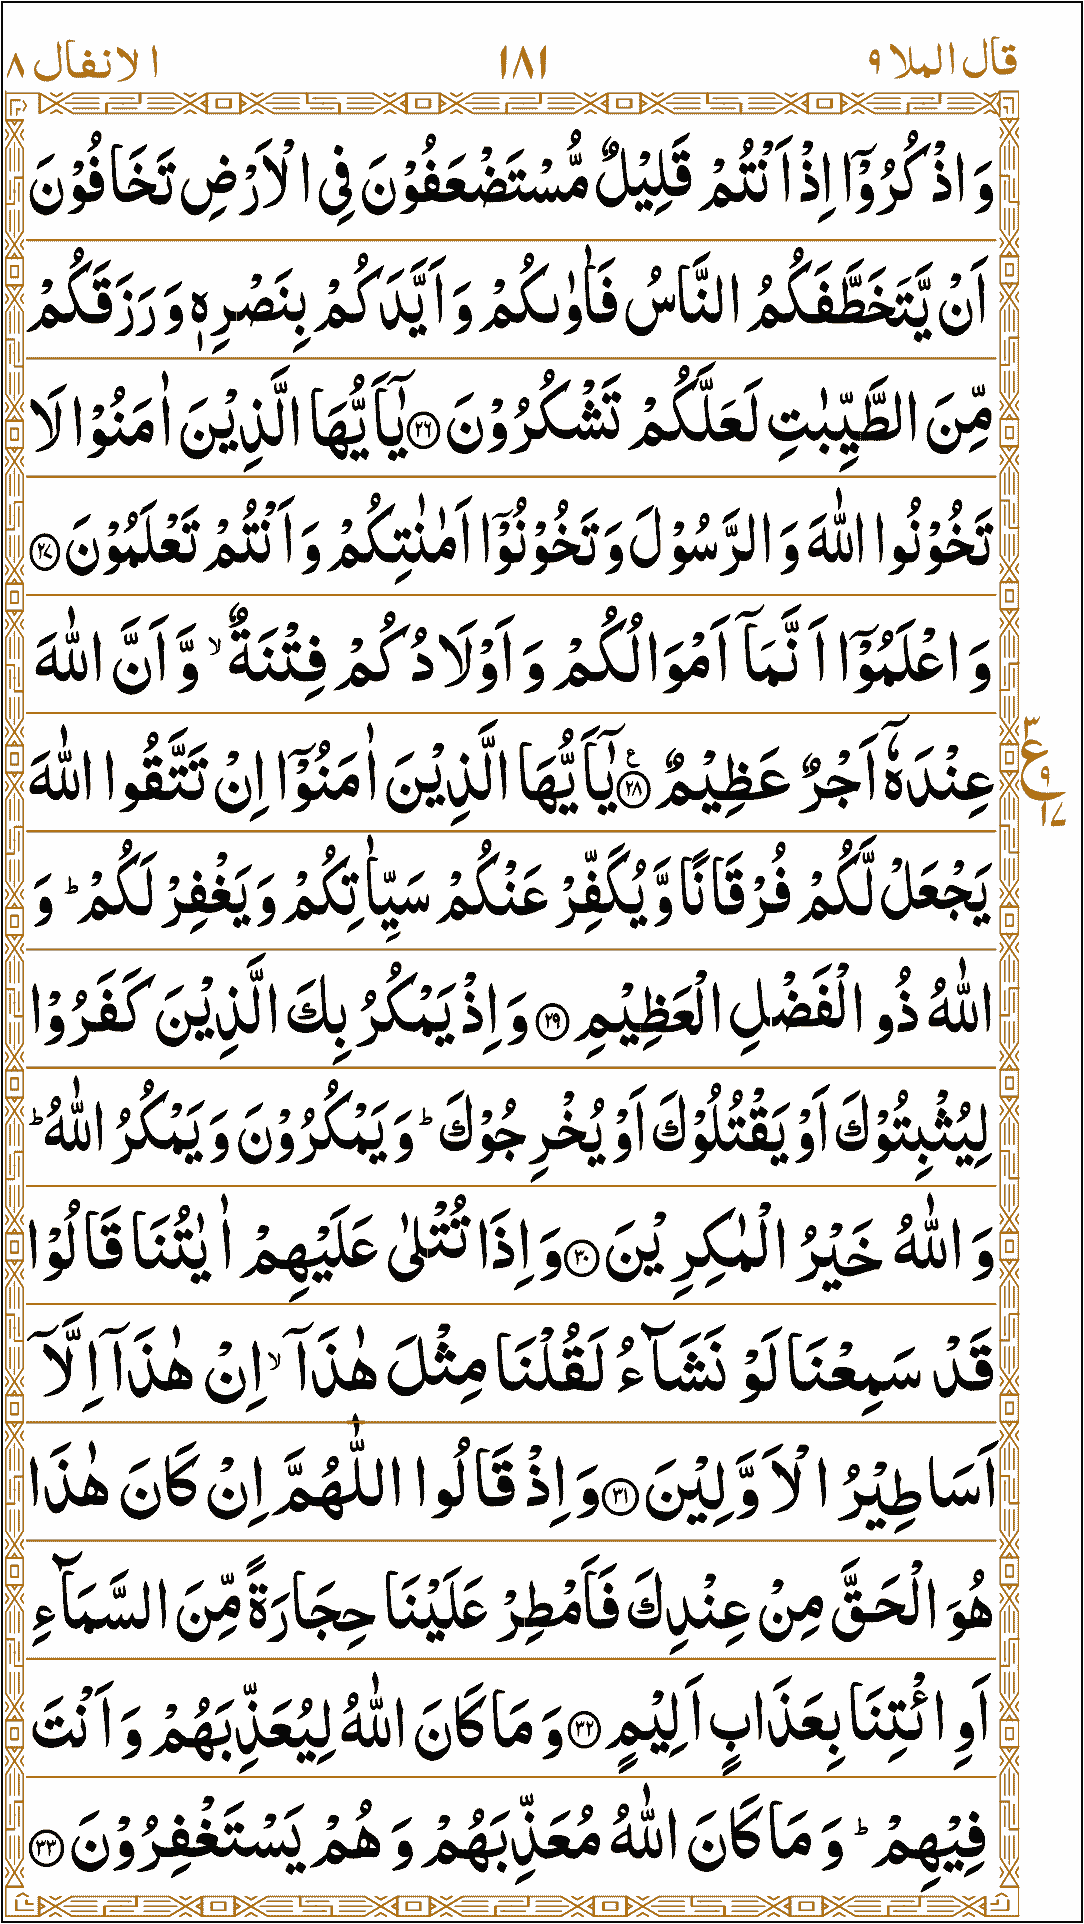 قال الملا ٩ ١٨١ الانفال ٨
وَاذْكُرُوْۤا اِذْ اَنْتُمْ قَلِيْلٌ مُّسْتَضْعَفُوْنَ فِى الْاَرْضِ تَخَافُوْنَ
اَنْ يَّتَخَطَّفَكُمُ النَّاسُ فَاٰوٰىكُمْ وَاَيَّدَكُمْ بِنَصْرِهٖ وَرَزَقَكُمْ
مِّنَ الطَّيِّبٰتِ لَعَلَّكُمْ تَشْكُرُوْنَ ﴿٢٦﴾ يٰۤاَيُّهَا الَّذِيْنَ اٰمَنُوْا لَا
تَخُوْنُوا اللّٰهَ وَالرَّسُوْلَ وَتَخُوْنُوْۤا اَمٰنٰتِكُمْ وَاَنْتُمْ تَعْلَمُوْنَ ﴿٢٧﴾
وَاعْلَمُوْۤا اَنَّمَاۤ اَمْوَالُكُمْ وَاَوْلَادُكُمْ فِتْنَةٌ ۙ وَّاَنَّ اللّٰهَ
عِنْدَهٗۤ اَجْرٌ عَظِيْمٌ ﴿٢٨﴾ ع يٰۤاَيُّهَا الَّذِيْنَ اٰمَنُوْۤا اِنْ تَتَّقُوا اللّٰهَ
٣ ع ٩ ١٧
يَجْعَلْ لَّكُمْ فُرْقَانًا وَّيُكَفِّرْ عَنْكُمْ سَيِّاٰتِكُمْ وَيَغْفِرْ لَكُمْ ؕ وَ
اللّٰهُ ذُو الْفَضْلِ الْعَظِيْمِ ﴿٢٩﴾ وَاِذْ يَمْكُرُ بِكَ الَّذِيْنَ كَفَرُوْا
لِيُثْبِتُوْكَ اَوْ يَقْتُلُوْكَ اَوْ يُخْرِجُوْكَ ؕ وَيَمْكُرُوْنَ وَيَمْكُرُ اللّٰهُ ؕ
وَاللّٰهُ خَيْرُ الْمٰكِرِيْنَ ﴿٣٠﴾ وَاِذَا تُتْلٰى عَلَيْهِمْ اٰيٰتُنَا قَالُوْا
قَدْ سَمِعْنَا لَوْ نَشَآءُ لَقُلْنَا مِثْلَ هٰذَاۤ ۙ اِنْ هٰذَاۤ اِلَّاۤ
اَسَاطِيْرُ الْاَوَّلِيْنَ ﴿٣١﴾ وَاِذْ قَالُوا اللّٰهُمَّ اِنْ كَانَ هٰذَا
هُوَ الْحَقَّ مِنْ عِنْدِكَ فَاَمْطِرْ عَلَيْنَا حِجَارَةً مِّنَ السَّمَآءِ
اَوِ ائْتِنَا بِعَذَابٍ اَلِيْمٍ ﴿٣٢﴾ وَمَا كَانَ اللّٰهُ لِيُعَذِّبَهُمْ وَاَنْتَ
فِيْهِمْ ؕ وَمَا كَانَ اللّٰهُ مُعَذِّبَهُمْ وَهُمْ يَسْتَغْفِرُوْنَ ﴿٣٣﴾